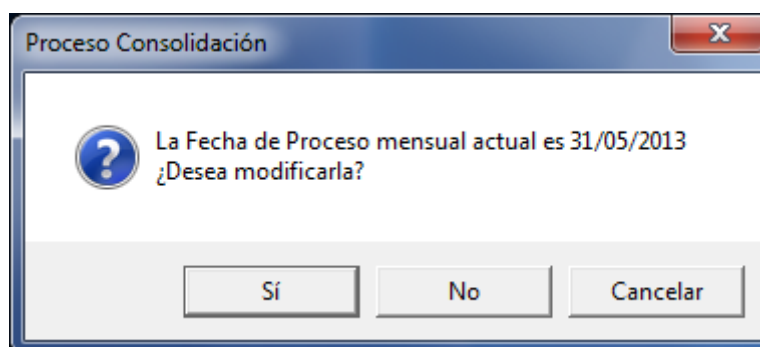 Proceso Consolidación
La Fecha de Proceso mensual actual es 31/05/2013
¿Desea modificarla?
Sí
No
Cancelar